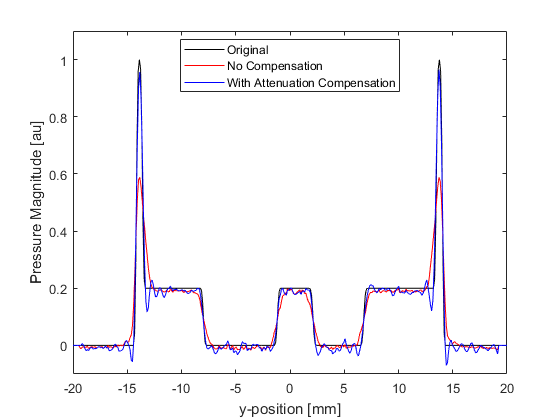 Original
No Compensation
With Attenuation Compensation
Pressure Magnitude [au]
1
0.8
0.6
0.4
0.2
0
-20 -15 -10 -5 0 5 10 15 20
y-position [mm]